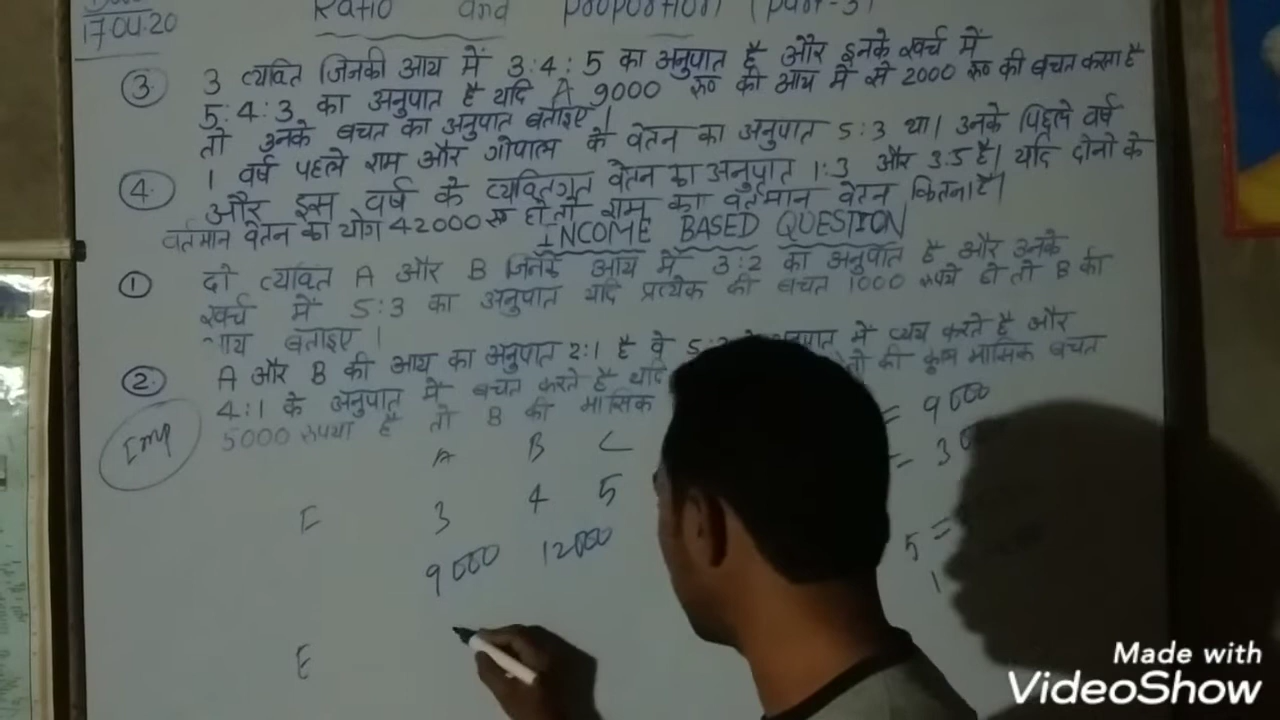 17.04.20
Ratio and Proportion (Part-3)
③ 3 व्यक्ति जिनकी आय में 3:4:5 का अनुपात है और इनके खर्च में
5:4:3 का अनुपात है यदि A 9000 रु० की आय में से 2000 रु० की बचत करता है
तो उनके बचत का अनुपात बताइए।
④ 1 वर्ष पहले राम और गोपाल के वेतन का अनुपात 5:3 था। उनके पिछले वर्ष
और इस वर्ष के व्यक्तिगत वेतन का अनुपात 1:3 और 3:5 है। यदि दोनो के
वर्तमान वेतन का योग 42000 रु हो तो राम का वर्तमान वेतन कितना है।
INCOME BASED QUESTION
① दो व्यक्ति A और B जिनके आय में 3:2 का अनुपात है और उनके
खर्च में 5:3 का अनुपात यदि प्रत्येक की बचत 1000 रुपये हो तो B की
आय बताइए।
② A और B की आय का अनुपात 2:1 है वे 5: अनुपात में व्यय करते है और
4:1 के अनुपात में बचत करते है यदि की कुल मासिक बचत
Imp 5000 रुपया है तो B की मासिक
A B C = 9000
3 4 5 = 3
9000 12000 5 =
1
E
Made with
VideoShow